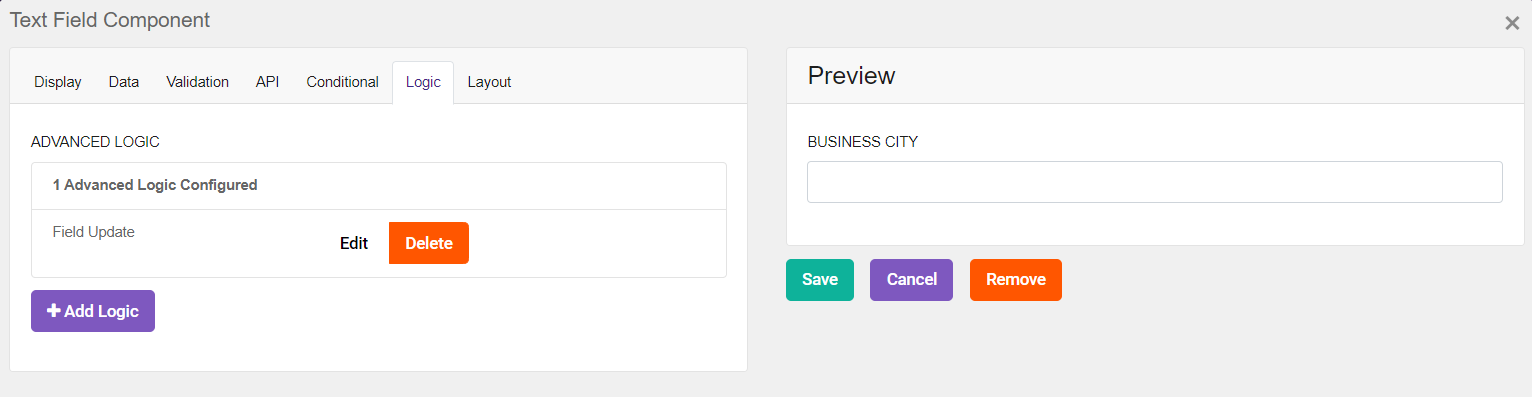 Text Field Component
×
Display Data Validation API Conditional Logic Layout
ADVANCED LOGIC
1 Advanced Logic Configured
Field Update Edit Delete
+ Add Logic
Preview
BUSINESS CITY
Save Cancel Remove